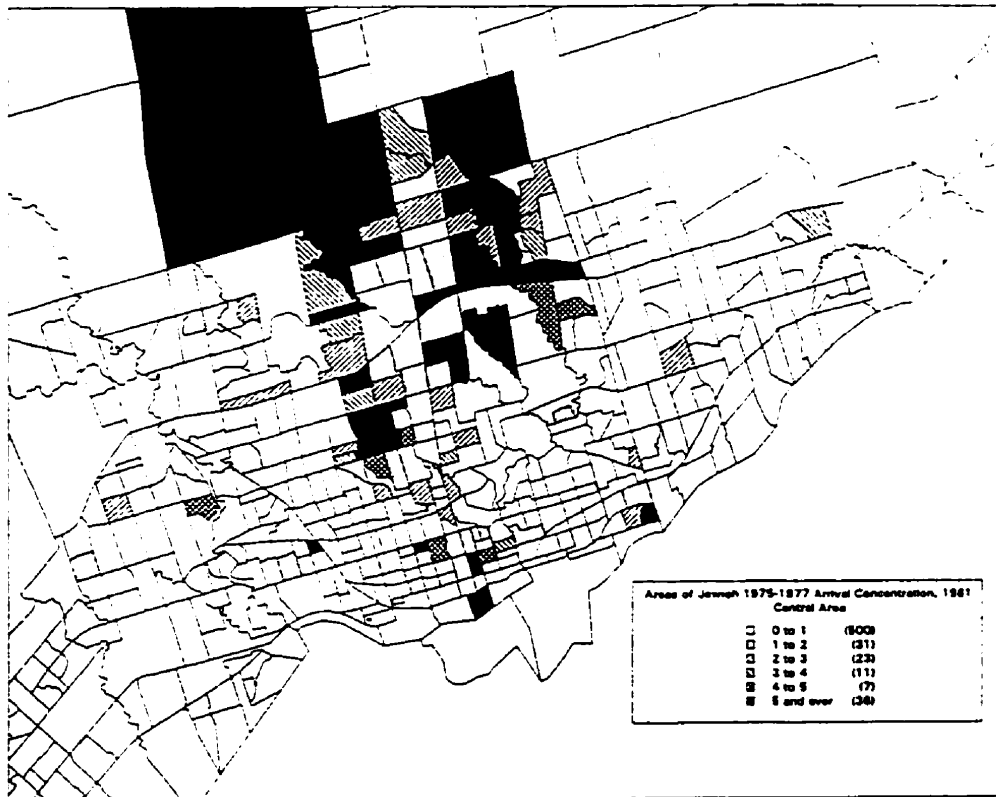 Areas of Jewish 1975-1977 Arrival Concentration, 1981
Central Area
0 to 1 (500)
1 to 2 (31)
2 to 3 (23)
3 to 4 (11)
4 to 5 (7)
5 and over (36)